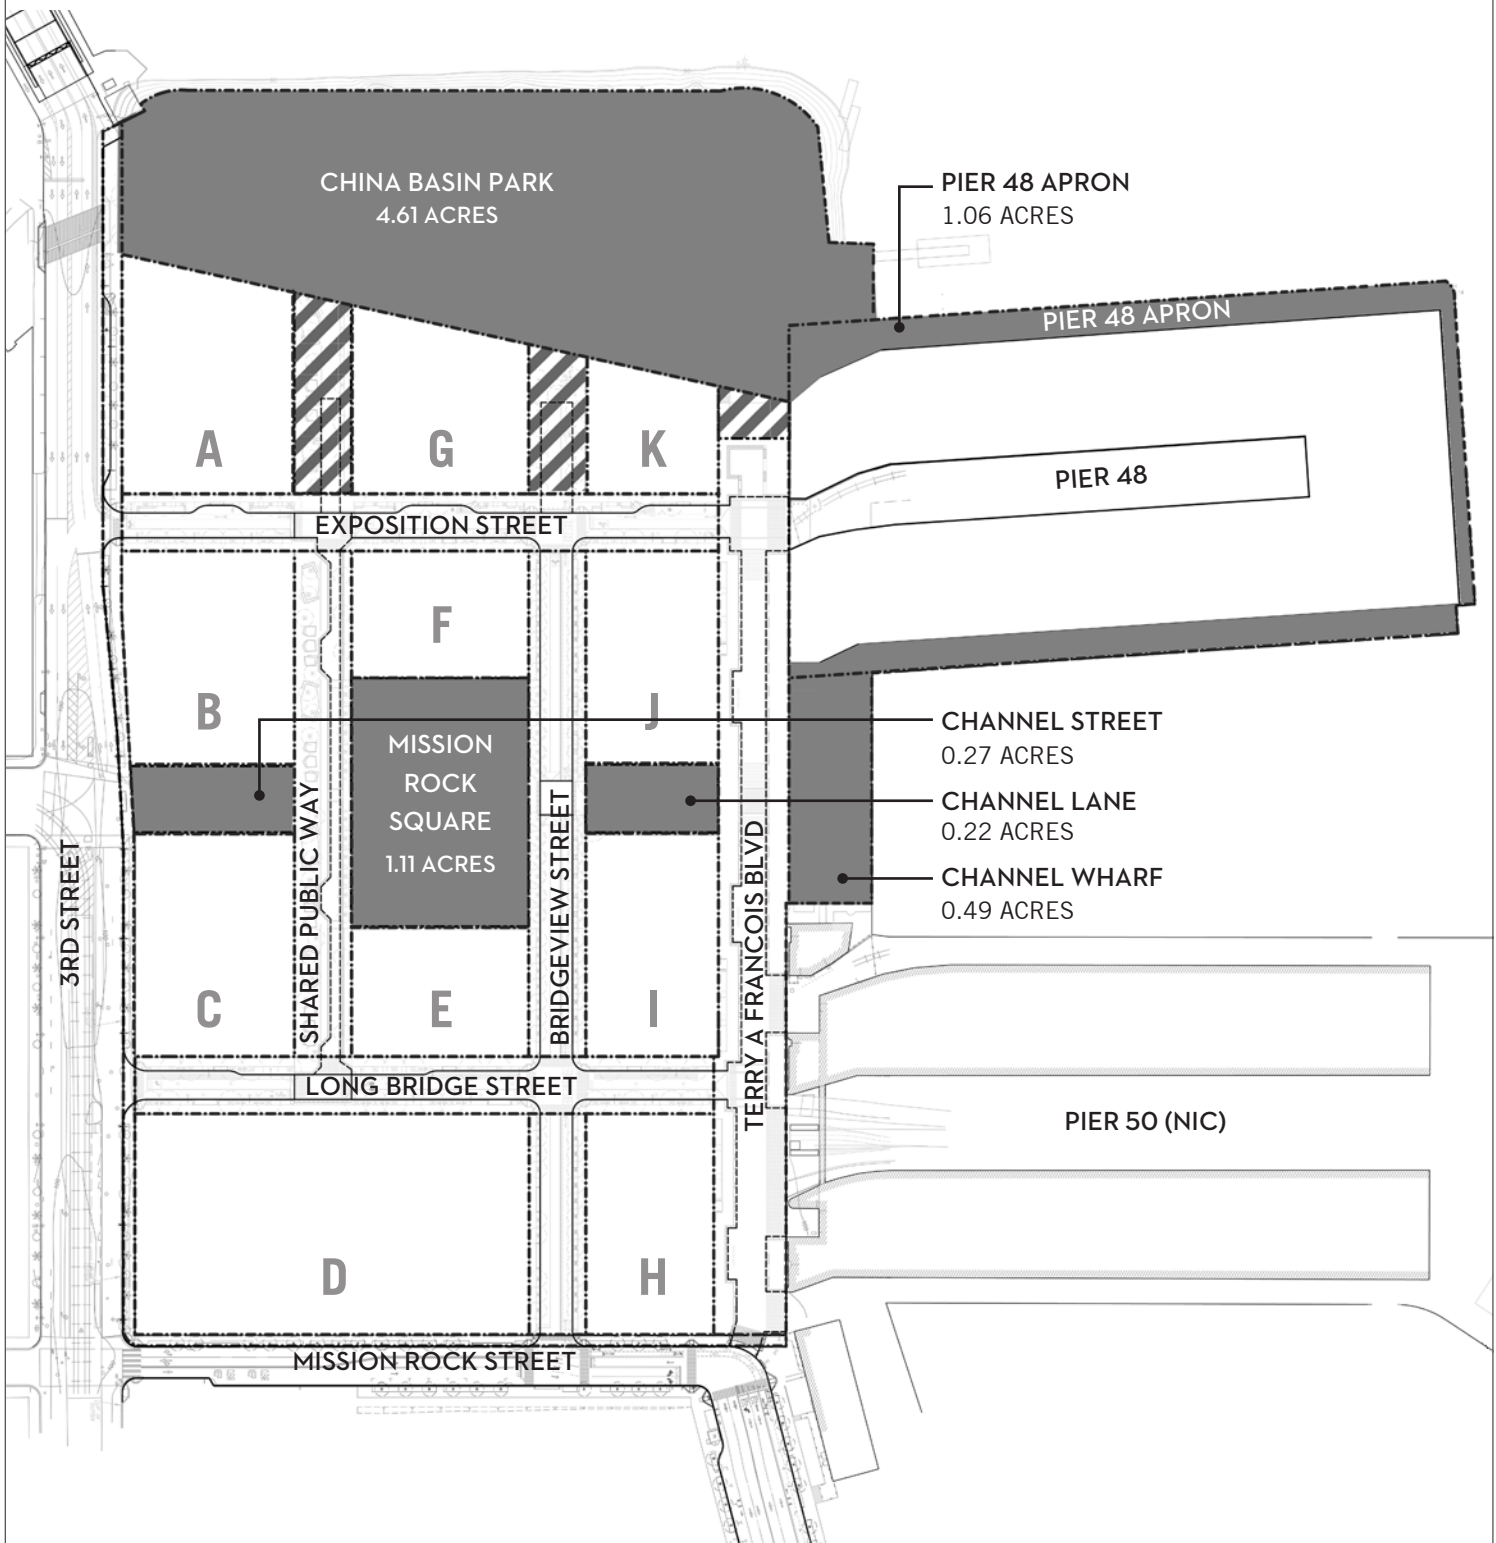 CHINA BASIN PARK
4.61 ACRES
PIER 48 APRON
1.06 ACRES
PIER 48 APRON
A
G
K
PIER 48
EXPOSITION STREET
F
B
J
CHANNEL STREET
0.27 ACRES
MISSION
ROCK
SQUARE
1.11 ACRES
CHANNEL LANE
0.22 ACRES
CHANNEL WHARF
0.49 ACRES
3RD STREET
SHARED PUBLIC WAY
BRIDGEVIEW STREET
TERRY A FRANCOIS BLVD
C
E
I
LONG BRIDGE STREET
PIER 50 (NIC)
D
H
MISSION ROCK STREET